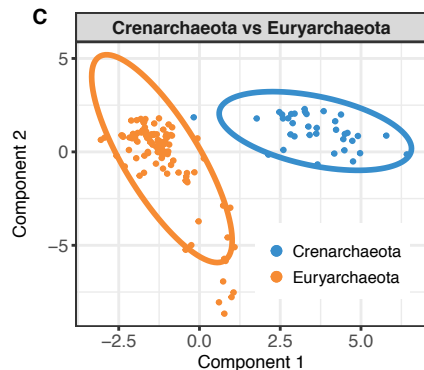 C
Crenarchaeota vs Euryarchaeota
5
0
−5
Component 2
Crenarchaeota
Euryarchaeota
−2.5 0.0 2.5 5.0
Component 1